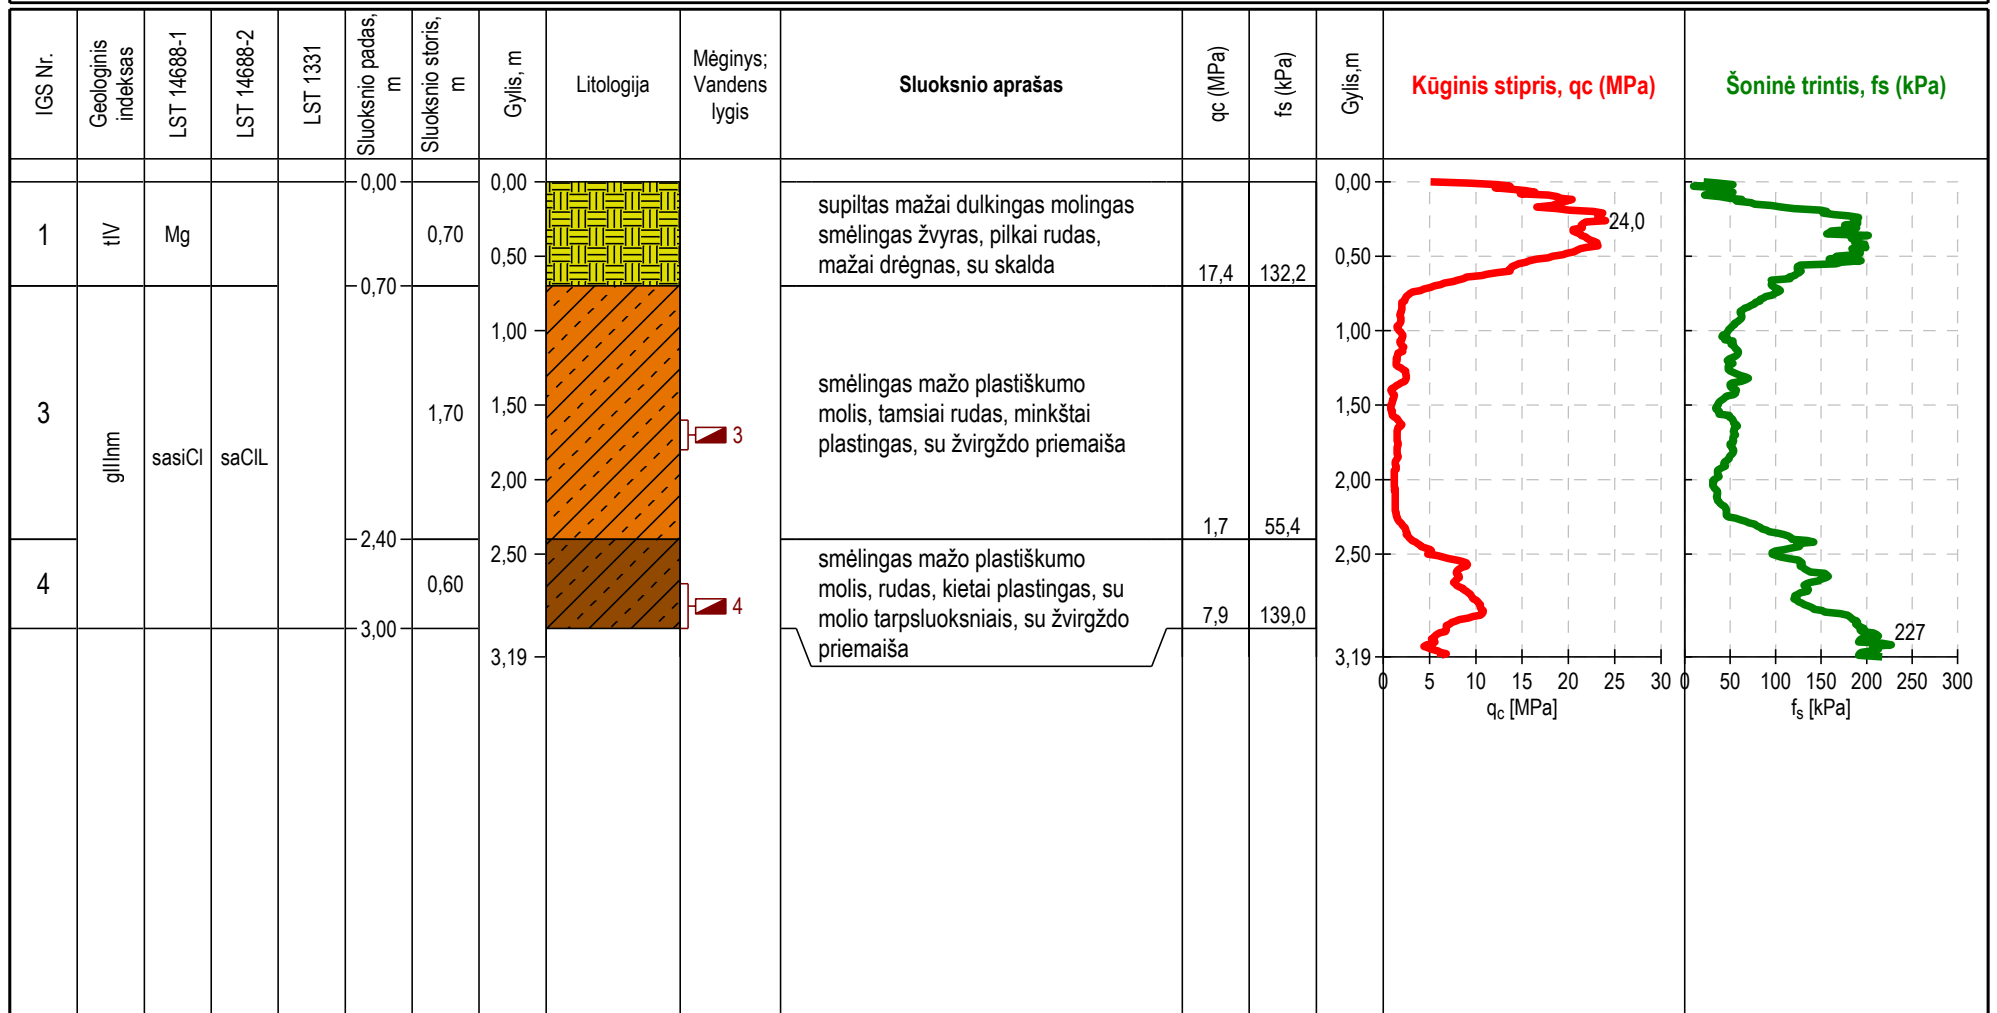 IGS Nr.
Geologinis
indeksas
LST 14688-1
LST 14688-2
LST 1331
Sluoksnio padas,
m
Sluoksnio storis,
m
Gylis, m
Litologija
Mėginys;
Vandens
lygis
Sluoksnio aprašas
qc (MPa)
fs (kPa)
Gylis,m
Kūginis stipris, qc (MPa)
Šoninė trintis, fs (kPa)
0,00
0,70
2,40
3,00
1
tIV
Mg
0,70
3
gIIInm
sasiCl
saClL
1,70
4
0,60
0,00
0,50
1,00
1,50
2,00
2,50
3,19
3
4
supiltas mažai dulkingas molingas
smėlingas žvyras, pilkai rudas,
mažai drėgnas, su skalda
17,4
132,2
smėlingas mažo plastiškumo
molis, tamsiai rudas, minkštai
plastingas, su žvirgždo priemaiša
1,7
55,4
smėlingas mažo plastiškumo
molis, rudas, kietai plastingas, su
molio tarpsluoksniais, su žvirgždo
priemaiša
7,9
139,0
0,00
0,50
1,00
1,50
2,00
2,50
3,19
24,0
0 5 10 15 20 25 30
qc [MPa]
227
0 50 100 150 200 250 300
fs [kPa]